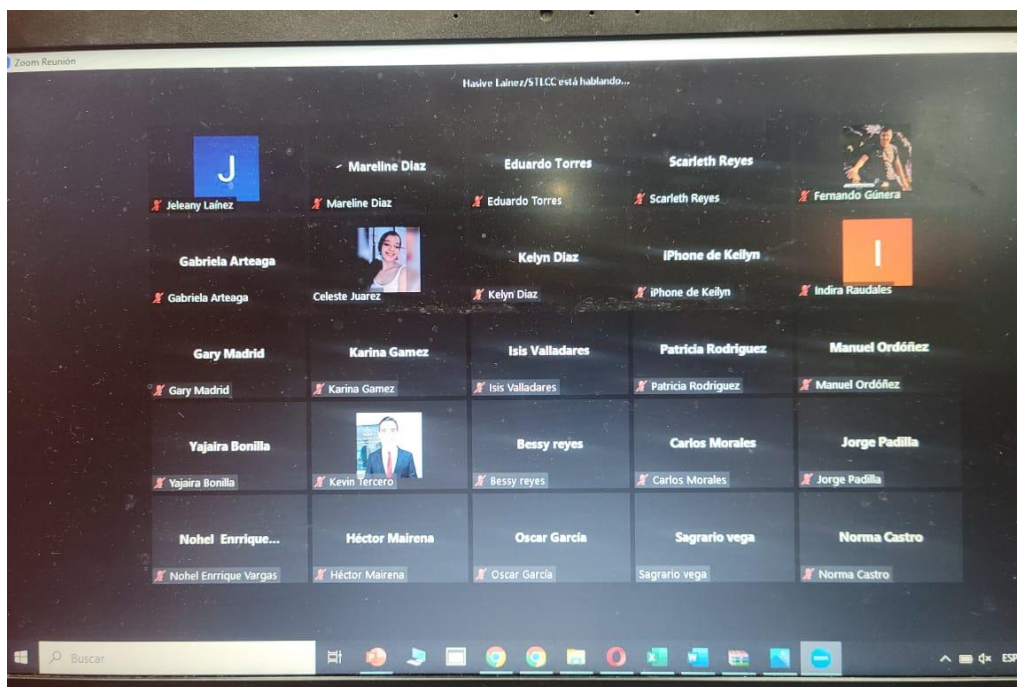 Zoom Reunión
Hasive Lainez/STLCC está hablando...
J
Mareline Diaz
Eduardo Torres
Scarleth Reyes
Jeleany Laínez
Mareline Diaz
Eduardo Torres
Scarleth Reyes
Fernando Gúnera
Gabriela Arteaga
Kelyn Diaz
iPhone de Keilyn
I
Gabriela Arteaga
Celeste Juarez
Kelyn Diaz
iPhone de Keilyn
Indira Raudales
Gary Madrid
Karina Gamez
Isis Valladares
Patricia Rodriguez
Manuel Ordóñez
Gary Madrid
Karina Gamez
Isis Valladares
Patricia Rodriguez
Manuel Ordóñez
Yajaira Bonilla
Bessy reyes
Carlos Morales
Jorge Padilla
Yajaira Bonilla
Kevin Tercero
Bessy reyes
Carlos Morales
Jorge Padilla
Nohel Enrrique...
Héctor Mairena
Oscar García
Sagrario vega
Norma Castro
Nohel Enrrique Vargas
Héctor Mairena
Oscar García
Sagrario vega
Norma Castro
Buscar
ESP